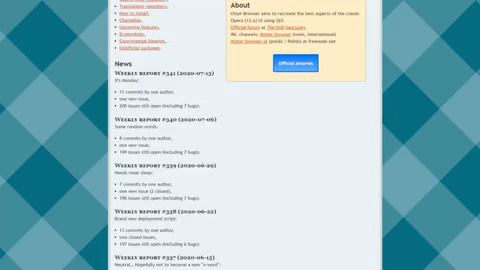 Translations repository.
How to install.
Changelog.
Upcoming features.
Screenshots.
Experimental binaries.
Unofficial packages.
About
Otter Browser aims to recreate the best aspects of the classic
Opera (12.x) UI using Qt5.
Official forum at The DnD Sanctuary
IRC channels: #otter-browser (main, international)
#otter-browser-pl (polski / Polish) at freenode.net
Official binaries
News
Weekly report #341 (2020-07-13)
It's Monday:
11 commits by one author,
one new issue,
200 issues still open (including 7 bugs).
Weekly report #340 (2020-07-06)
Some random words:
8 commits by one author,
one new issue,
199 issues still open (including 7 bugs).
Weekly report #339 (2020-06-29)
Needs more sleep:
7 commits by one author,
one new issue (2 closed),
198 issues still open (including 7 bugs).
Weekly report #338 (2020-06-22)
Brand new deployment script:
12 commits by one author,
two closed issues,
197 issues still open (including 6 bugs).
Weekly report #337 (2020-06-15)
Neutral... Hopefully not to become a new "n-word":